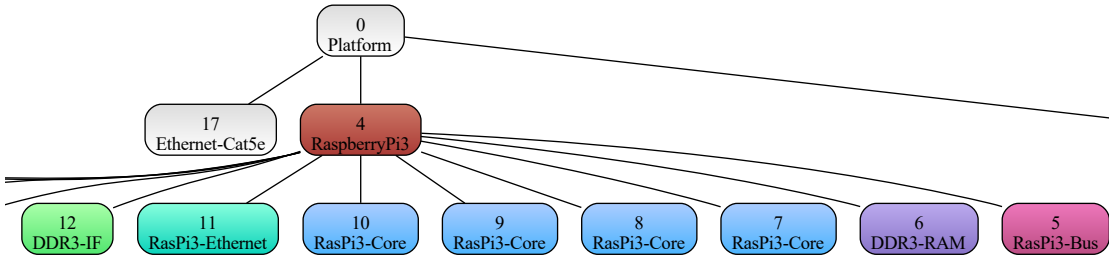 0
Platform
17
Ethernet-Cat5e
4
RaspberryPi3
12
DDR3-IF
11
RasPi3-Ethernet
10
RasPi3-Core
9
RasPi3-Core
8
RasPi3-Core
7
RasPi3-Core
6
DDR3-RAM
5
RasPi3-Bus